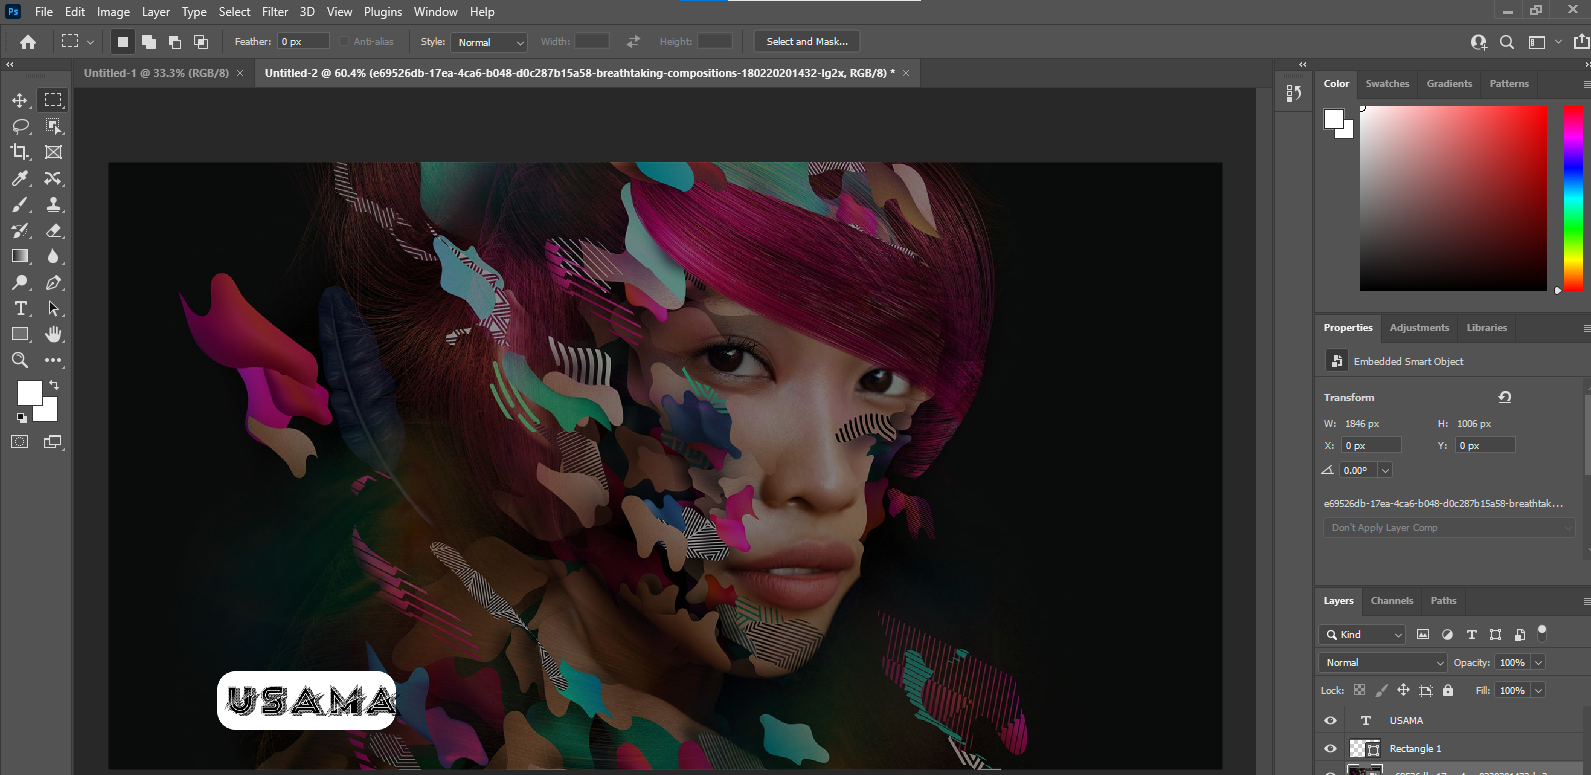 Ps File Edit Image Layer Type Select Filter 3D View Plugins Window Help
Feather: 0 px Anti-alias Style: Normal Width: Height: Select and Mask...
Untitled-1 @ 33.3% (RGB/8) × Untitled-2 @ 60.4% (e69526db-17ea-4ca6-b048-d0c287b15a58-breathtaking-compositions-180220201432-lg2x, RGB/8) * ×
Color Swatches Gradients Patterns
Properties Adjustments Libraries
Embedded Smart Object
Transform
W: 1846 px H: 1006 px
X: 0 px Y: 0 px
0.00°
e69526db-17ea-4ca6-b048-d0c287b15a58-breathtak...
Don't Apply Layer Comp
Layers Channels Paths
Kind
Normal Opacity: 100%
Lock: Fill: 100%
USAMA
Rectangle 1
USAMA